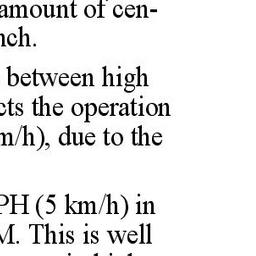 amount of cen-
nch.
between high
cts the operation
m/h), due to the
PH (5 km/h) in
M. This is well